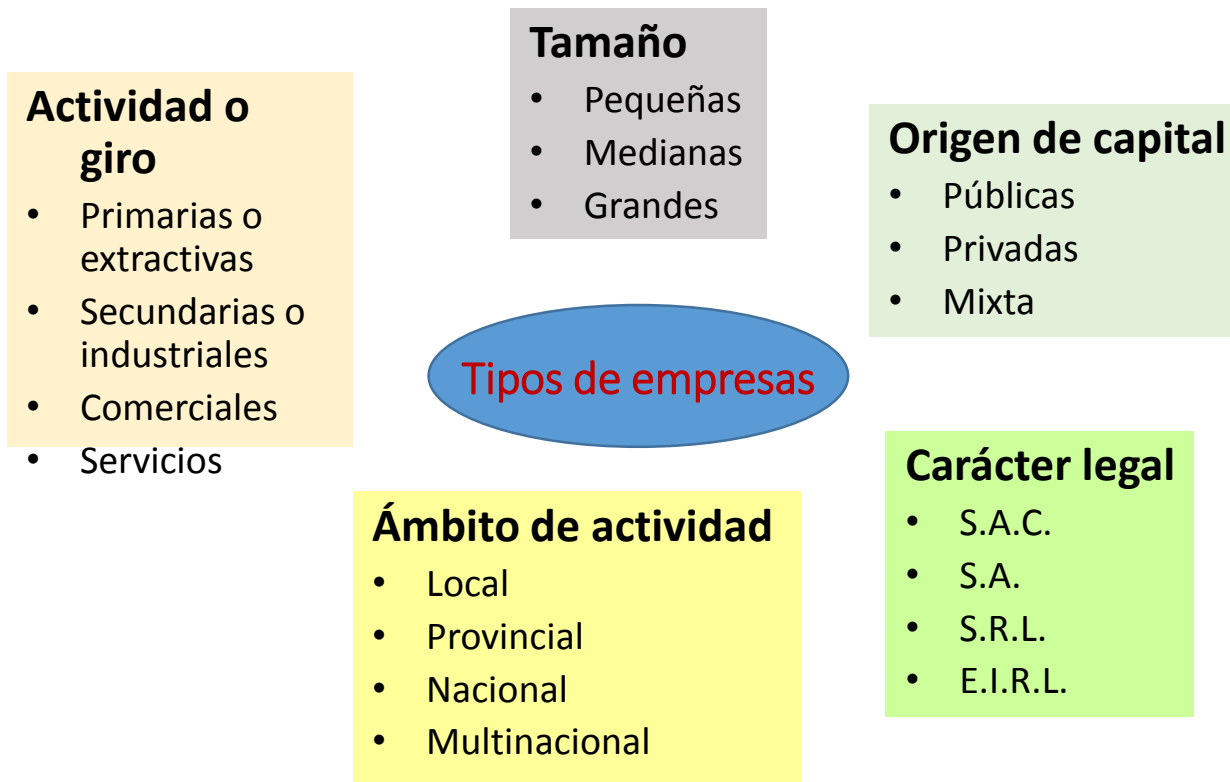 Tamaño
• Pequeñas
• Medianas
• Grandes
Actividad o
giro
• Primarias o
extractivas
• Secundarias o
industriales
• Comerciales
• Servicios
Origen de capital
• Públicas
• Privadas
• Mixta
Tipos de empresas
Ámbito de actividad
• Local
• Provincial
• Nacional
• Multinacional
Carácter legal
• S.A.C.
• S.A.
• S.R.L.
• E.I.R.L.